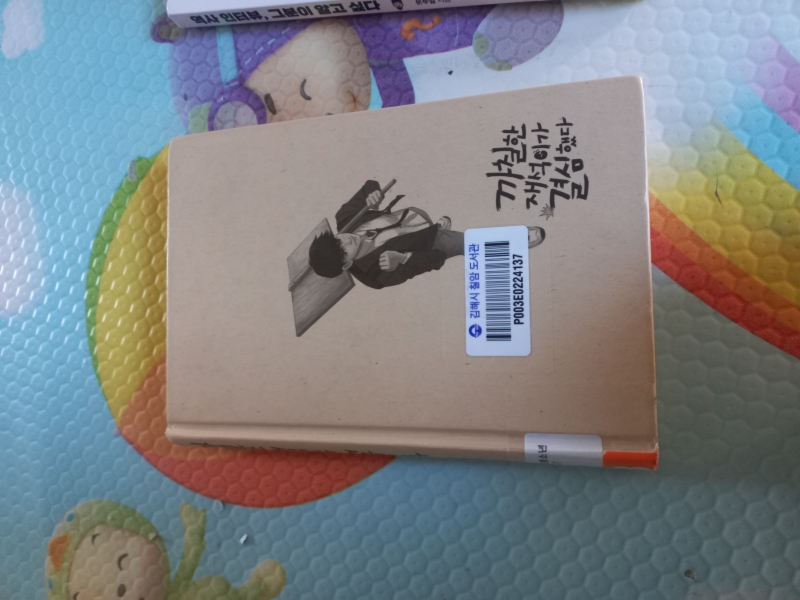 역사 인터뷰, 그분이 알고 싶다
까칠한
재석이가
결심했다
김해시 칠암 도서관
P003E0224137